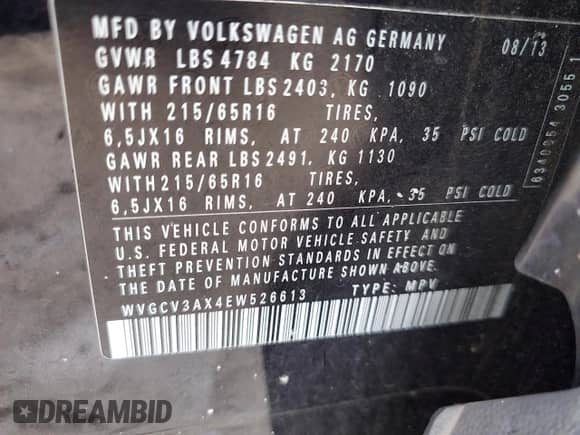 MFD BY VOLKSWAGEN AG GERMANY
08/13
GVWR LBS 4784 KG 2170
GAWR FRONT LBS 2403, KG 1090
WITH 215/65R16 TIRES,
6,5JX16 RIMS, AT 240 KPA, 35 PSI COLD
GAWR REAR LBS 2491, KG 1130
WITH 215/65R16 TIRES,
6,5JX16 RIMS, AT 240 KPA, 35 PSI COLD
THIS VEHICLE CONFORMS TO ALL APPLICABLE
U.S. FEDERAL MOTOR VEHICLE SAFETY AND
THEFT PREVENTION STANDARDS IN EFFECT ON
THE DATE OF MANUFACTURE SHOWN ABOVE.
WVGCV3AX4EW526613 TYPE: MPV
6340954 3055 1
DREAMBID